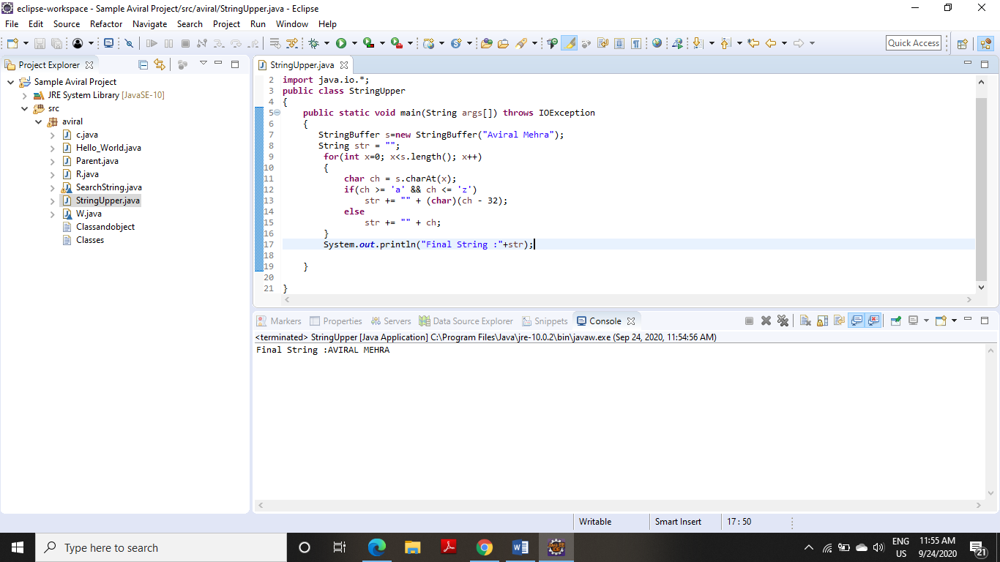 eclipse-workspace - Sample Aviral Project/src/aviral/StringUpper.java - Eclipse
File Edit Source Refactor Navigate Search Project Run Window Help
Quick Access
Project Explorer
Sample Aviral Project
JRE System Library [JavaSE-10]
src
aviral
c.java
Hello_World.java
Parent.java
R.java
SearchString.java
StringUpper.java
W.java
Classandobject
Classes
StringUpper.java
2 import java.io.*;
3 public class StringUpper
4 {
5 public static void main(String args[]) throws IOException
6 {
7 StringBuffer s=new StringBuffer("Aviral Mehra");
8 String str = "";
9 for(int x=0; x<s.length(); x++)
10 {
11 char ch = s.charAt(x);
12 if(ch >= 'a' && ch <= 'z')
13 str += "" + (char)(ch - 32);
14 else
15 str += "" + ch;
16 }
17 System.out.println("Final String :"+str);
18
19 }
20
21 }
Markers Properties Servers Data Source Explorer Snippets Console
<terminated> StringUpper [Java Application] C:\Program Files\Java\jre-10.0.2\bin\javaw.exe (Sep 24, 2020, 11:54:56 AM)
Final String :AVIRAL MEHRA
Writable Smart Insert 17 : 50
Type here to search
ENG
US
11:55 AM
9/24/2020
21